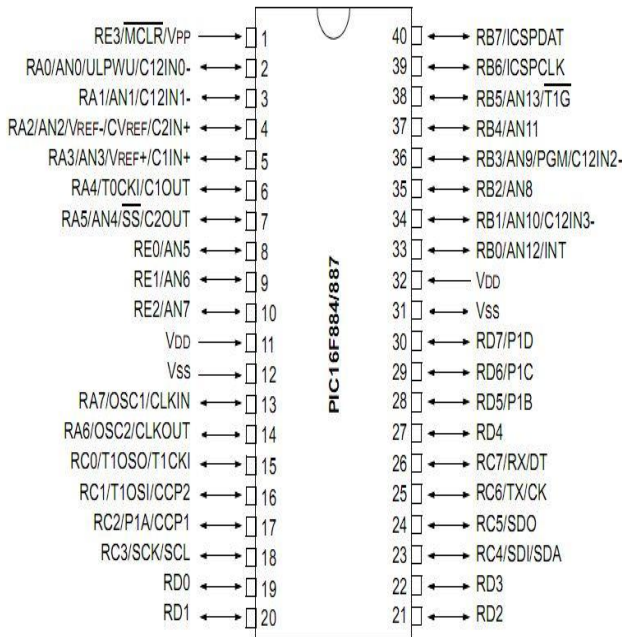 RE3/MCLR/VPP 1
RA0/AN0/ULPWU/C12IN0- 2
RA1/AN1/C12IN1- 3
RA2/AN2/VREF-/CVREF/C2IN+ 4
RA3/AN3/VREF+/C1IN+ 5
RA4/T0CKI/C1OUT 6
RA5/AN4/SS/C2OUT 7
RE0/AN5 8
RE1/AN6 9
RE2/AN7 10
VDD 11
VSS 12
RA7/OSC1/CLKIN 13
RA6/OSC2/CLKOUT 14
RC0/T1OSO/T1CKI 15
RC1/T1OSI/CCP2 16
RC2/P1A/CCP1 17
RC3/SCK/SCL 18
RD0 19
RD1 20
PIC16F884/887
40 RB7/ICSPDAT
39 RB6/ICSPCLK
38 RB5/AN13/T1G
37 RB4/AN11
36 RB3/AN9/PGM/C12IN2-
35 RB2/AN8
34 RB1/AN10/C12IN3-
33 RB0/AN12/INT
32 VDD
31 VSS
30 RD7/P1D
29 RD6/P1C
28 RD5/P1B
27 RD4
26 RC7/RX/DT
25 RC6/TX/CK
24 RC5/SDO
23 RC4/SDI/SDA
22 RD3
21 RD2